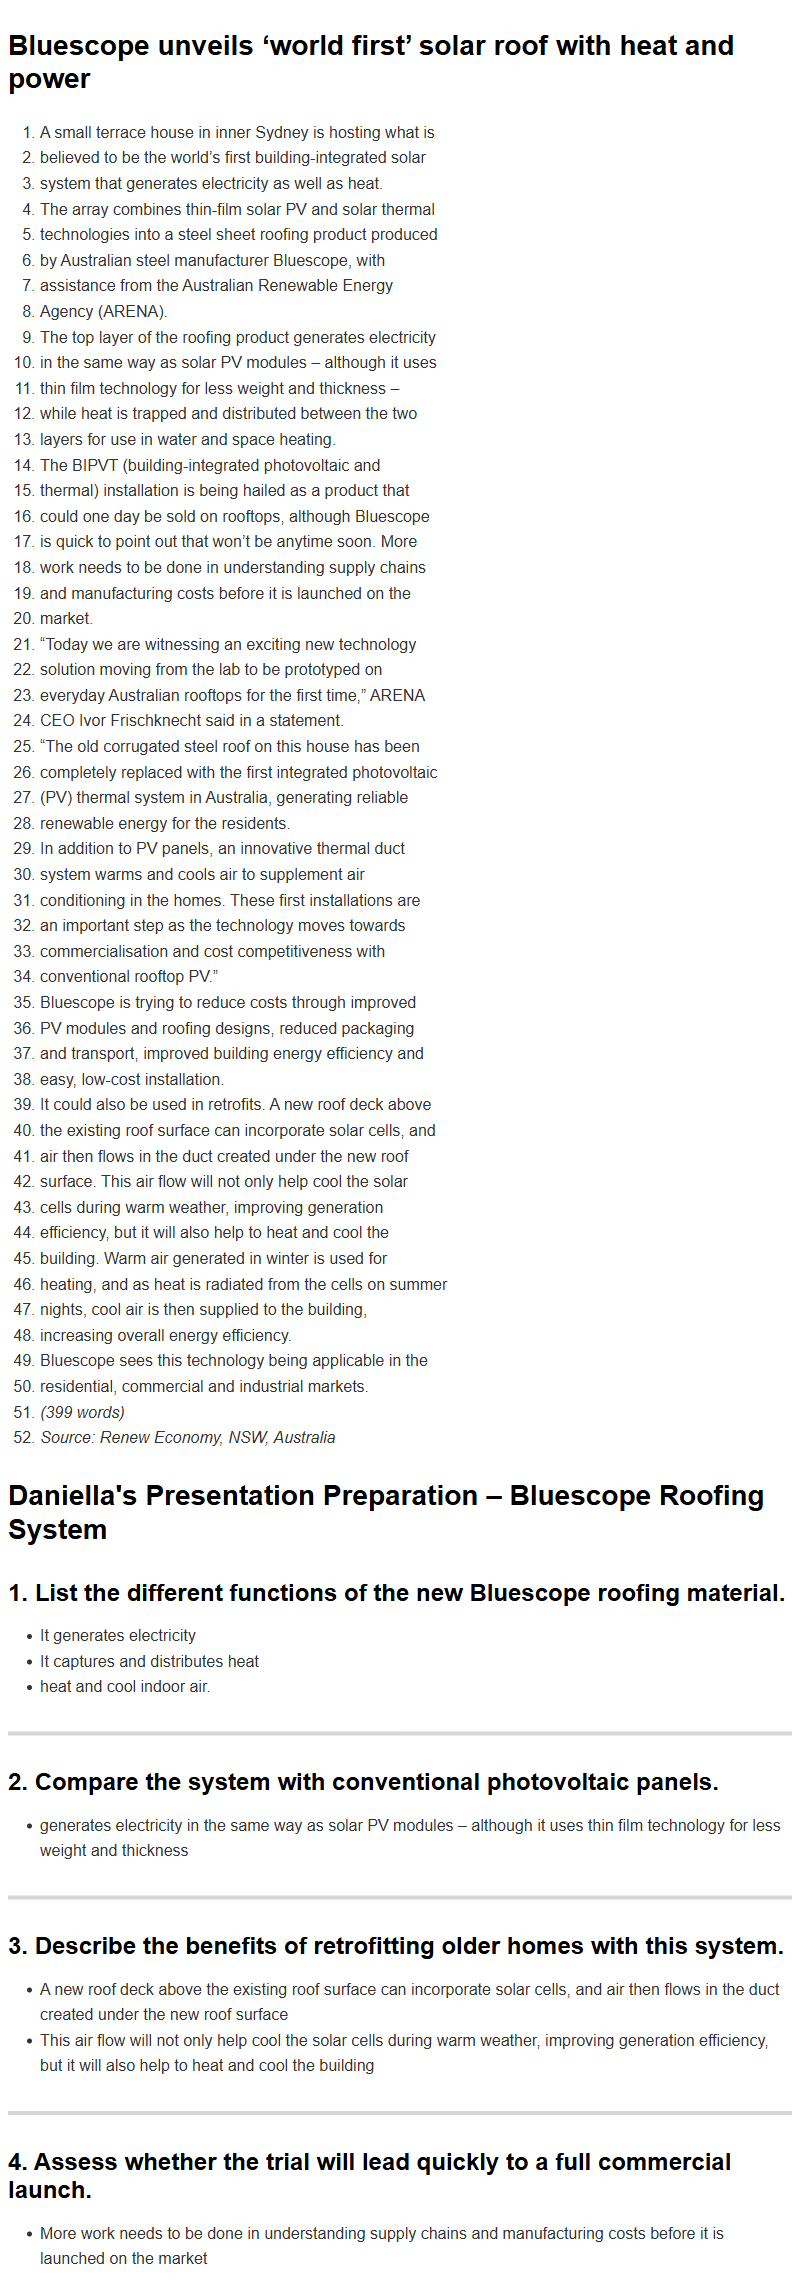 Bluescope unveils ‘world first’ solar roof with heat and
power
1. A small terrace house in inner Sydney is hosting what is
2. believed to be the world’s first building-integrated solar
3. system that generates electricity as well as heat.
4. The array combines thin-film solar PV and solar thermal
5. technologies into a steel sheet roofing product produced
6. by Australian steel manufacturer Bluescope, with
7. assistance from the Australian Renewable Energy
8. Agency (ARENA).
9. The top layer of the roofing product generates electricity
10. in the same way as solar PV modules – although it uses
11. thin film technology for less weight and thickness –
12. while heat is trapped and distributed between the two
13. layers for use in water and space heating.
14. The BIPVT (building-integrated photovoltaic and
15. thermal) installation is being hailed as a product that
16. could one day be sold on rooftops, although Bluescope
17. is quick to point out that won’t be anytime soon. More
18. work needs to be done in understanding supply chains
19. and manufacturing costs before it is launched on the
20. market.
21. “Today we are witnessing an exciting new technology
22. solution moving from the lab to be prototyped on
23. everyday Australian rooftops for the first time,” ARENA
24. CEO Ivor Frischknecht said in a statement.
25. “The old corrugated steel roof on this house has been
26. completely replaced with the first integrated photovoltaic
27. (PV) thermal system in Australia, generating reliable
28. renewable energy for the residents.
29. In addition to PV panels, an innovative thermal duct
30. system warms and cools air to supplement air
31. conditioning in the homes. These first installations are
32. an important step as the technology moves towards
33. commercialisation and cost competitiveness with
34. conventional rooftop PV.”
35. Bluescope is trying to reduce costs through improved
36. PV modules and roofing designs, reduced packaging
37. and transport, improved building energy efficiency and
38. easy, low-cost installation.
39. It could also be used in retrofits. A new roof deck above
40. the existing roof surface can incorporate solar cells, and
41. air then flows in the duct created under the new roof
42. surface. This air flow will not only help cool the solar
43. cells during warm weather, improving generation
44. efficiency, but it will also help to heat and cool the
45. building. Warm air generated in winter is used for
46. heating, and as heat is radiated from the cells on summer
47. nights, cool air is then supplied to the building,
48. increasing overall energy efficiency.
49. Bluescope sees this technology being applicable in the
50. residential, commercial and industrial markets.
51. (399 words)
52. Source: Renew Economy, NSW, Australia
Daniella's Presentation Preparation – Bluescope Roofing
System
1. List the different functions of the new Bluescope roofing material.
• It generates electricity
• It captures and distributes heat
• heat and cool indoor air.
2. Compare the system with conventional photovoltaic panels.
• generates electricity in the same way as solar PV modules – although it uses thin film technology for less
weight and thickness
3. Describe the benefits of retrofitting older homes with this system.
• A new roof deck above the existing roof surface can incorporate solar cells, and air then flows in the duct
created under the new roof surface
• This air flow will not only help cool the solar cells during warm weather, improving generation efficiency,
but it will also help to heat and cool the building
4. Assess whether the trial will lead quickly to a full commercial
launch.
• More work needs to be done in understanding supply chains and manufacturing costs before it is
launched on the market